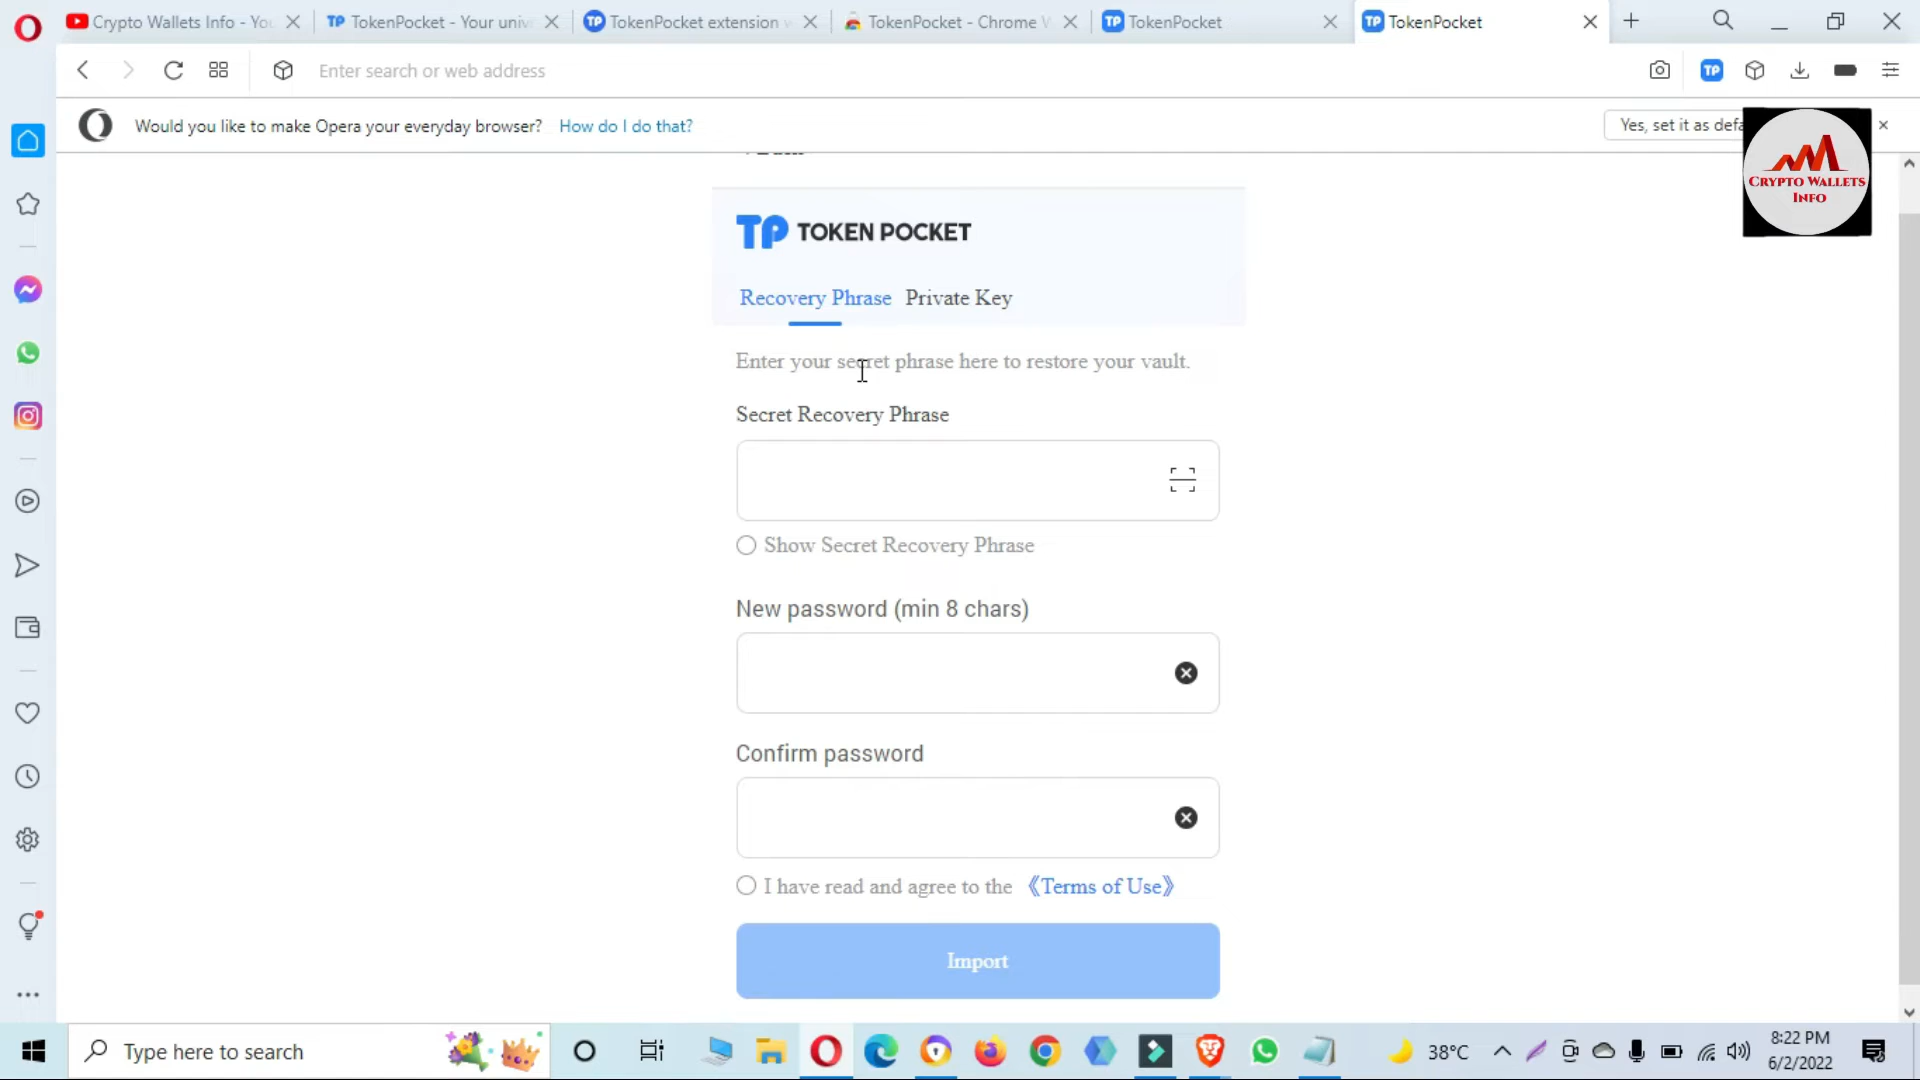 Crypto Wallets Info - You
TokenPocket - Your univ
TokenPocket extension w
TokenPocket - Chrome W
TokenPocket
TokenPocket
Enter search or web address
TP
Would you like to make Opera your everyday browser? How do I do that?
Yes, set it as defa
CRYPTO WALLETS
INFO
TP TOKEN POCKET
Recovery Phrase Private Key
Enter your secret phrase here to restore your vault.
Secret Recovery Phrase
Show Secret Recovery Phrase
New password (min 8 chars)
Confirm password
I have read and agree to the 《Terms of Use》
Import
Type here to search
38°C
8:22 PM
6/2/2022